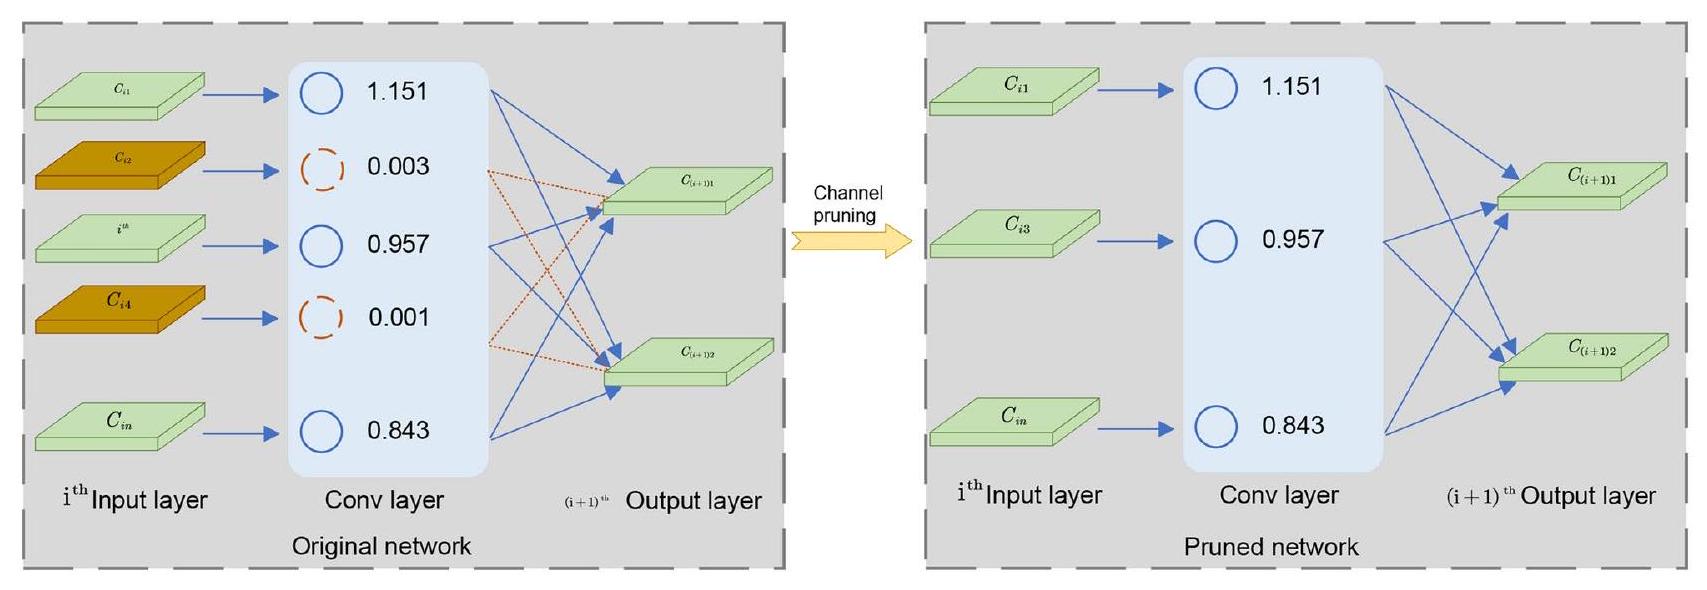 C_{i1}
1.151
C_{i2}
0.003
i^{th}
0.957
C_{i4}
0.001
C_{in}
0.843
C_{(i+1)1}
C_{(i+1)2}
i^{th} Input layer
Conv layer
(i+1)^{th} Output layer
Original network
Channel
pruning
C_{i1}
1.151
C_{i3}
0.957
C_{in}
0.843
C_{(i+1)1}
C_{(i+1)2}
i^{th} Input layer
Conv layer
(i+1)^{th} Output layer
Pruned network